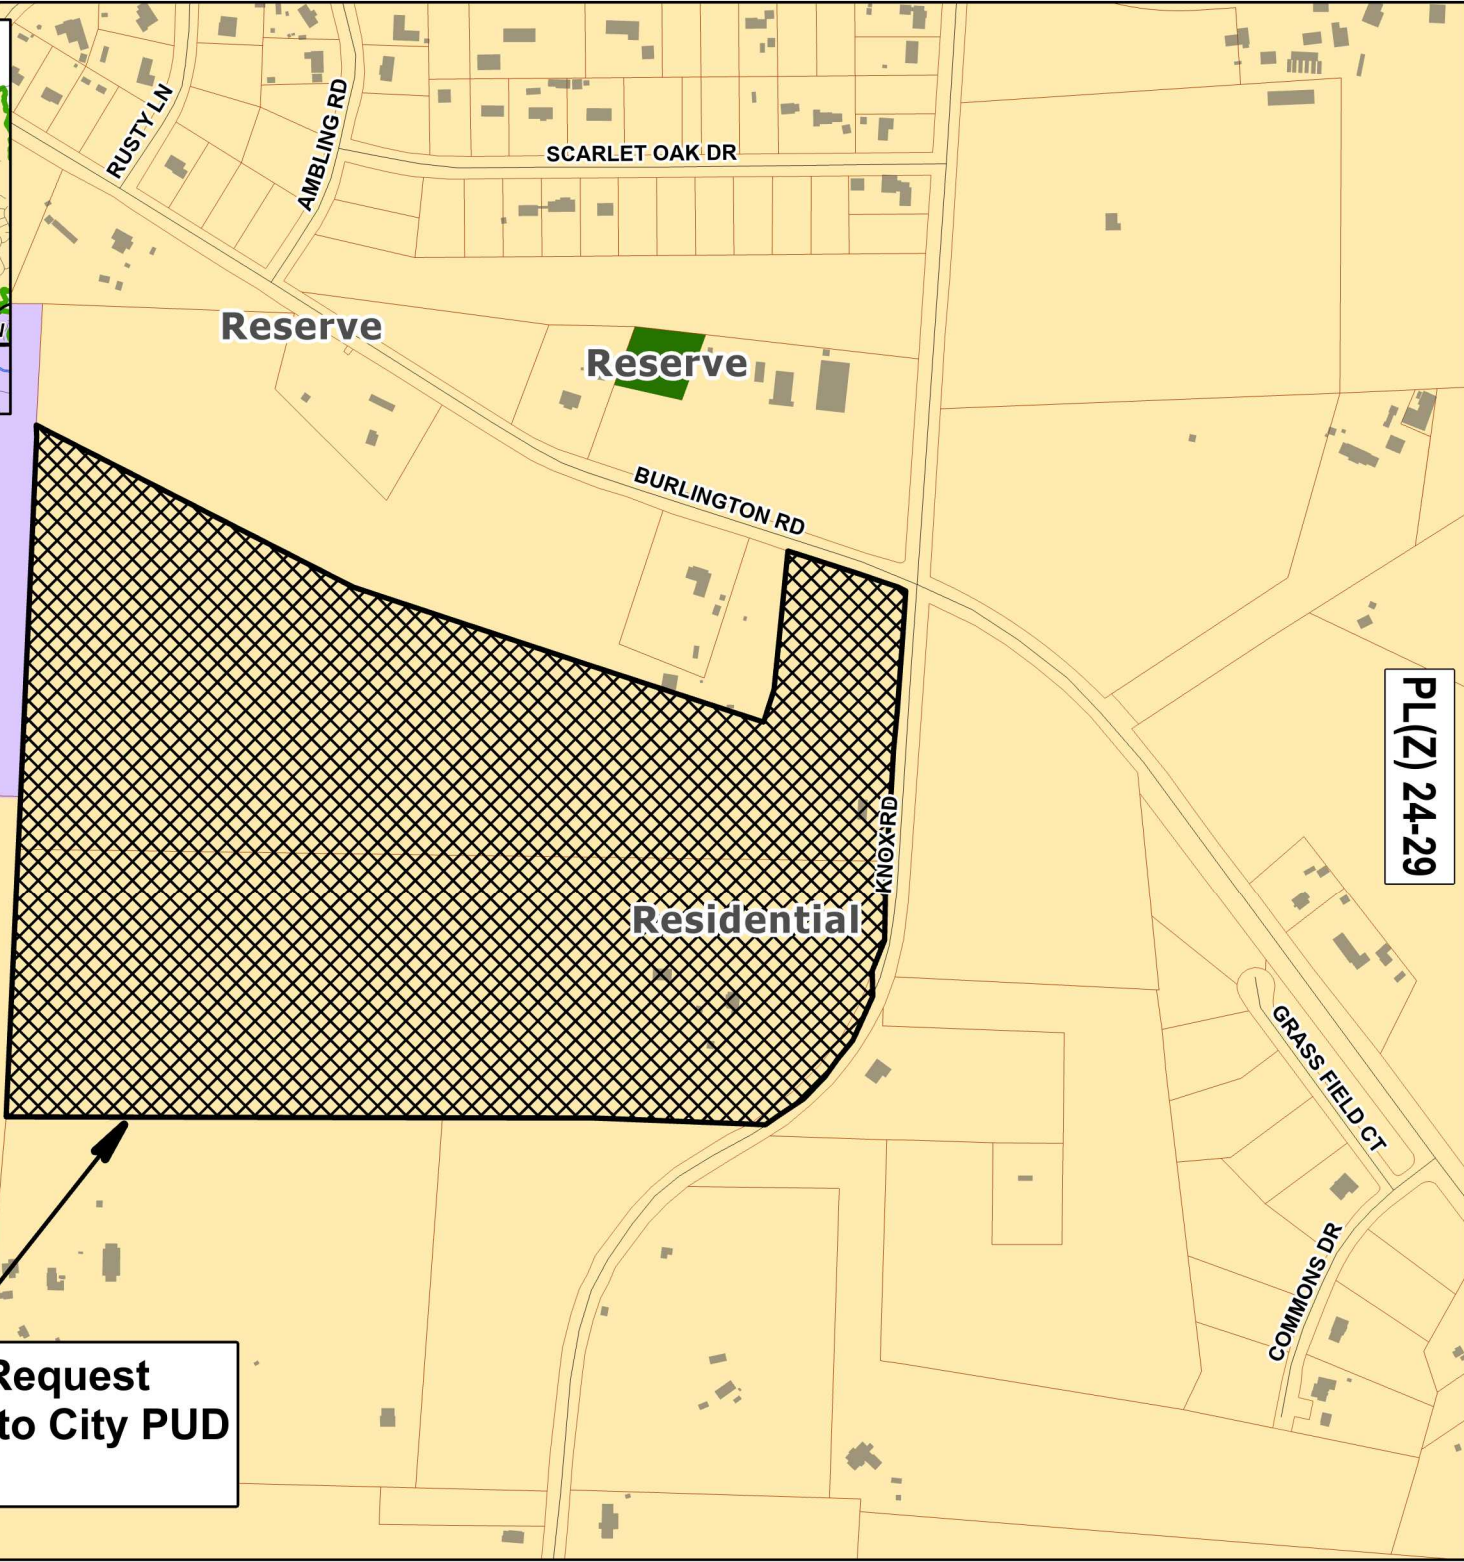 RUSTY LN
AMBLING RD
SCARLET OAK DR
Reserve
Reserve
BURLINGTON RD
PL(Z) 24-29
KNOX RD
Residential
GRASS FIELD CT
COMMONS DR
Request
to City PUD